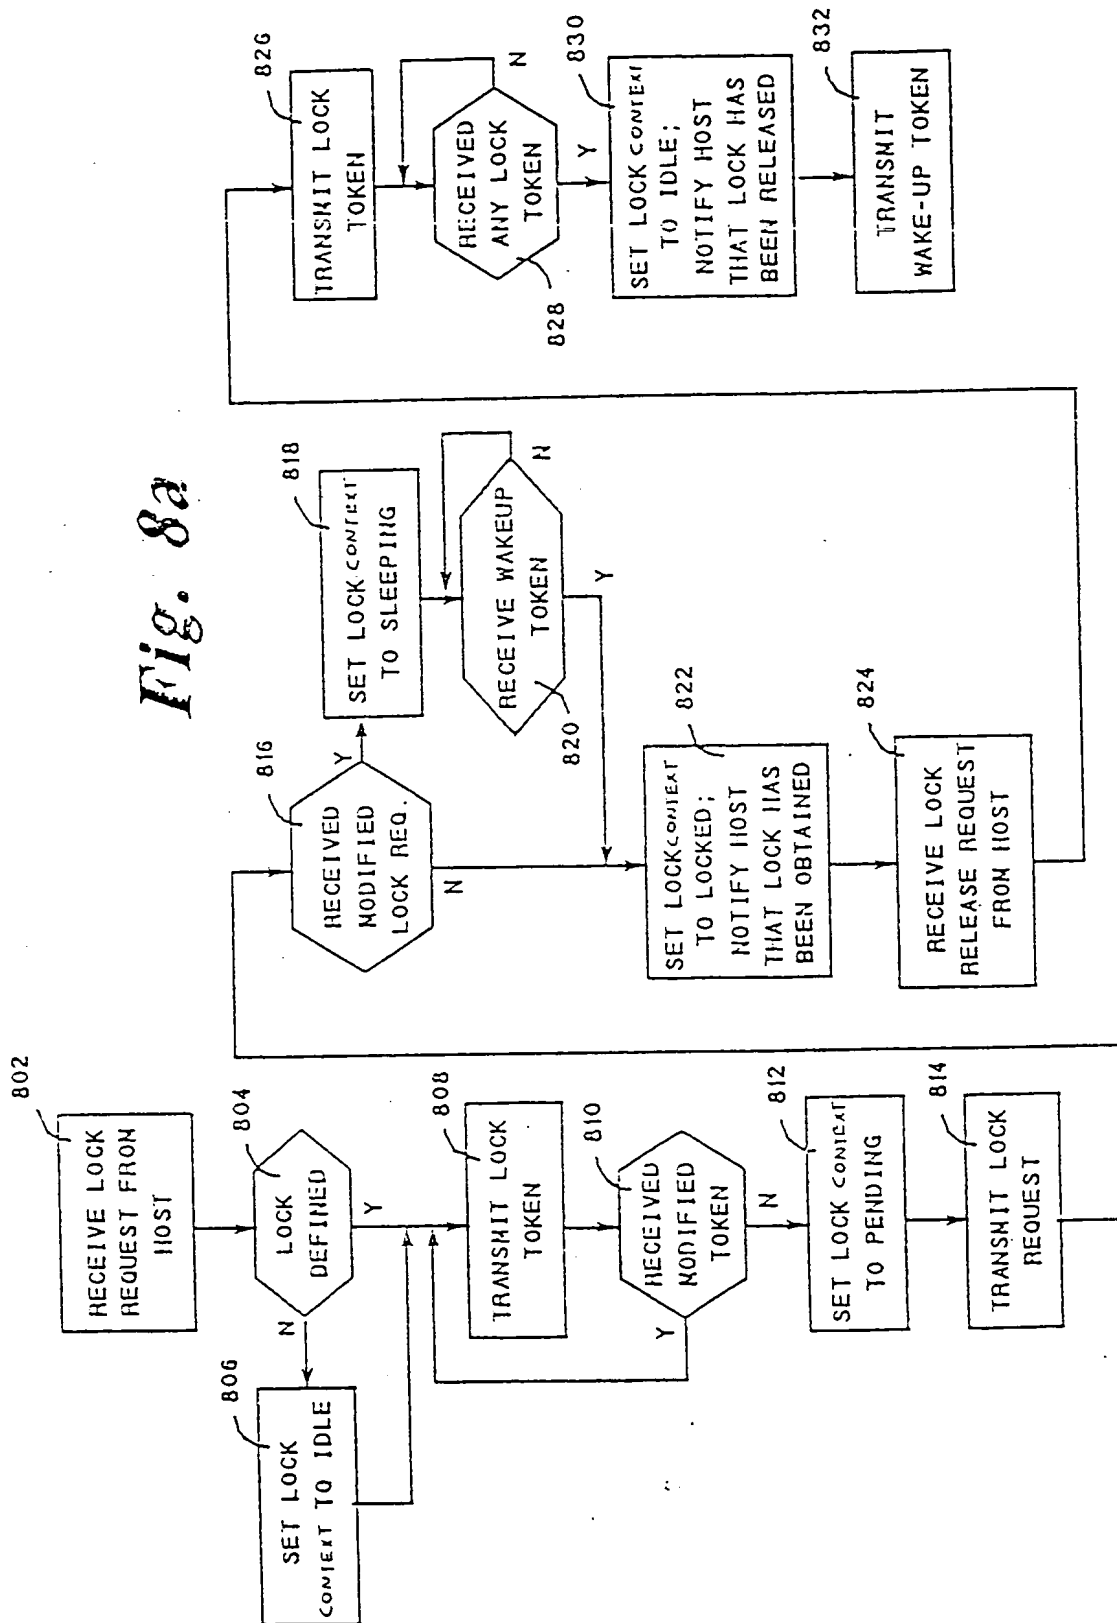 Fig. 8a
802
RECEIVE LOCK
REQUEST FROM
HOST
804
LOCK
DEFINED
N
Y
806
SET LOCK
CONTEXT TO IDLE
808
TRANSMIT LOCK
TOKEN
810
RECEIVED
MODIFIED
TOKEN
Y
N
812
SET LOCK CONTEXT
TO PENDING
814
TRANSMIT LOCK
REQUEST
816
RECEIVED
MODIFIED
LOCK REQ.
Y
N
818
SET LOCK CONTEXT
TO SLEEPING
RECEIVE WAKEUP
TOKEN
820
N
Y
822
SET LOCK CONTEXT
TO LOCKED;
NOTIFY HOST
THAT LOCK HAS
BEEN OBTAINED
824
RECEIVE LOCK
RELEASE REQUEST
FROM HOST
826
TRANSMIT LOCK
TOKEN
RECEIVED
ANY LOCK
TOKEN
828
N
Y
830
SET LOCK CONTEXT
TO IDLE;
NOTIFY HOST
THAT LOCK HAS
BEEN RELEASED
832
TRANSMIT
WAKE-UP TOKEN